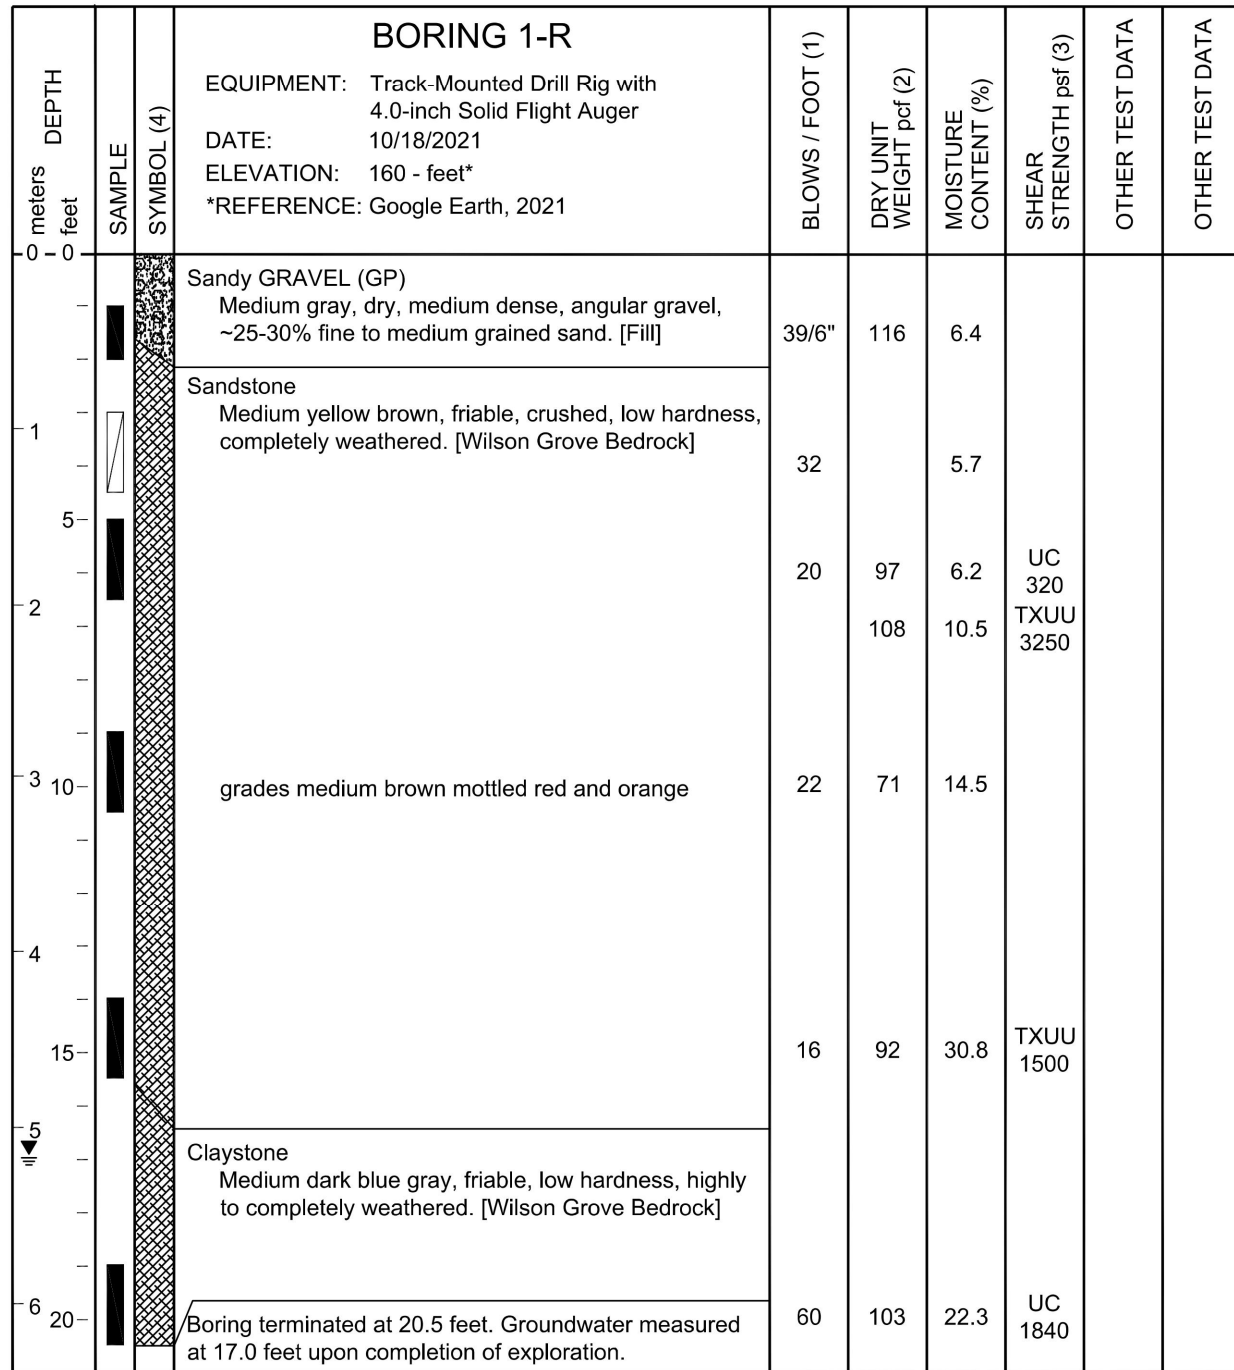 BORING 1-R
EQUIPMENT: Track-Mounted Drill Rig with
4.0-inch Solid Flight Auger
DATE: 10/18/2021
ELEVATION: 160 - feet*
*REFERENCE: Google Earth, 2021
meters
feet
DEPTH
SAMPLE
SYMBOL (4)
BLOWS / FOOT (1)
DRY UNIT
WEIGHT pcf (2)
MOISTURE
CONTENT (%)
SHEAR
STRENGTH psf (3)
OTHER TEST DATA
OTHER TEST DATA
0 0
Sandy GRAVEL (GP)
Medium gray, dry, medium dense, angular gravel,
~25-30% fine to medium grained sand. [Fill] 39/6" 116 6.4
Sandstone
Medium yellow brown, friable, crushed, low hardness,
1 completely weathered. [Wilson Grove Bedrock]
32 5.7
5
20 97 6.2 UC
320
2
108 10.5 TXUU
3250
3 10 grades medium brown mottled red and orange 22 71 14.5
4
15 16 92 30.8 TXUU
1500
5
Claystone
Medium dark blue gray, friable, low hardness, highly
to completely weathered. [Wilson Grove Bedrock]
6 20 60 103 22.3 UC
1840
Boring terminated at 20.5 feet. Groundwater measured
at 17.0 feet upon completion of exploration.